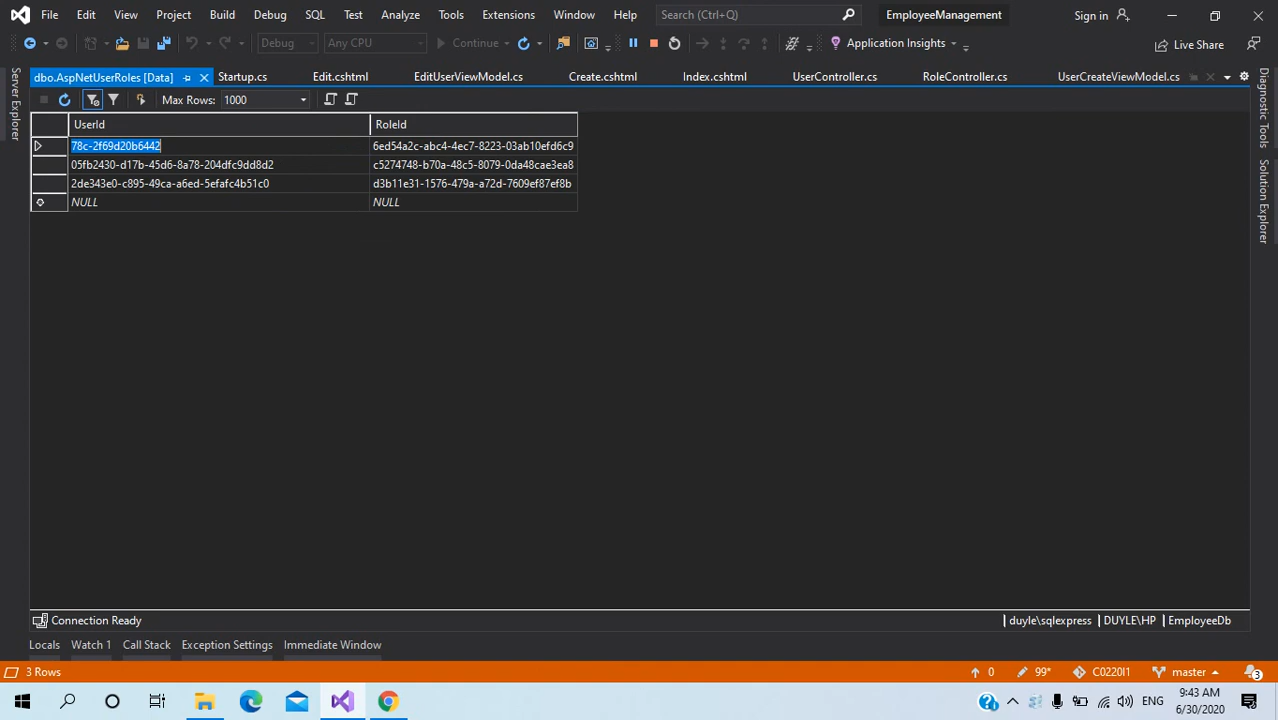 File Edit View Project Build Debug SQL Test Analyze Tools Extensions Window Help Search (Ctrl+Q) EmployeeManagement Sign in
Debug Any CPU Continue Application Insights Live Share
dbo.AspNetUserRoles [Data] Startup.cs Edit.cshtml EditUserViewModel.cs Create.cshtml Index.cshtml UserController.cs RoleController.cs UserCreateViewModel.cs
Max Rows: 1000
Server Explorer
Diagnostic Tools
Solution Explorer
UserId RoleId
78c-2f69d20b6442 6ed54a2c-abc4-4ec7-8223-03ab10efd6c9
05fb2430-d17b-45d6-8a78-204dfc9dd8d2 c5274748-b70a-48c5-8079-0da48cae3ea8
2de343e0-c895-49ca-a6ed-5efafc4b51c0 d3b11e31-1576-479a-a72d-7609ef87ef8b
NULL NULL
Connection Ready duyle\sqlexpress DUYLE\HP EmployeeDb
Locals Watch 1 Call Stack Exception Settings Immediate Window
3 Rows 0 99* C0220I1 master 3
ENG 9:43 AM
6/30/2020